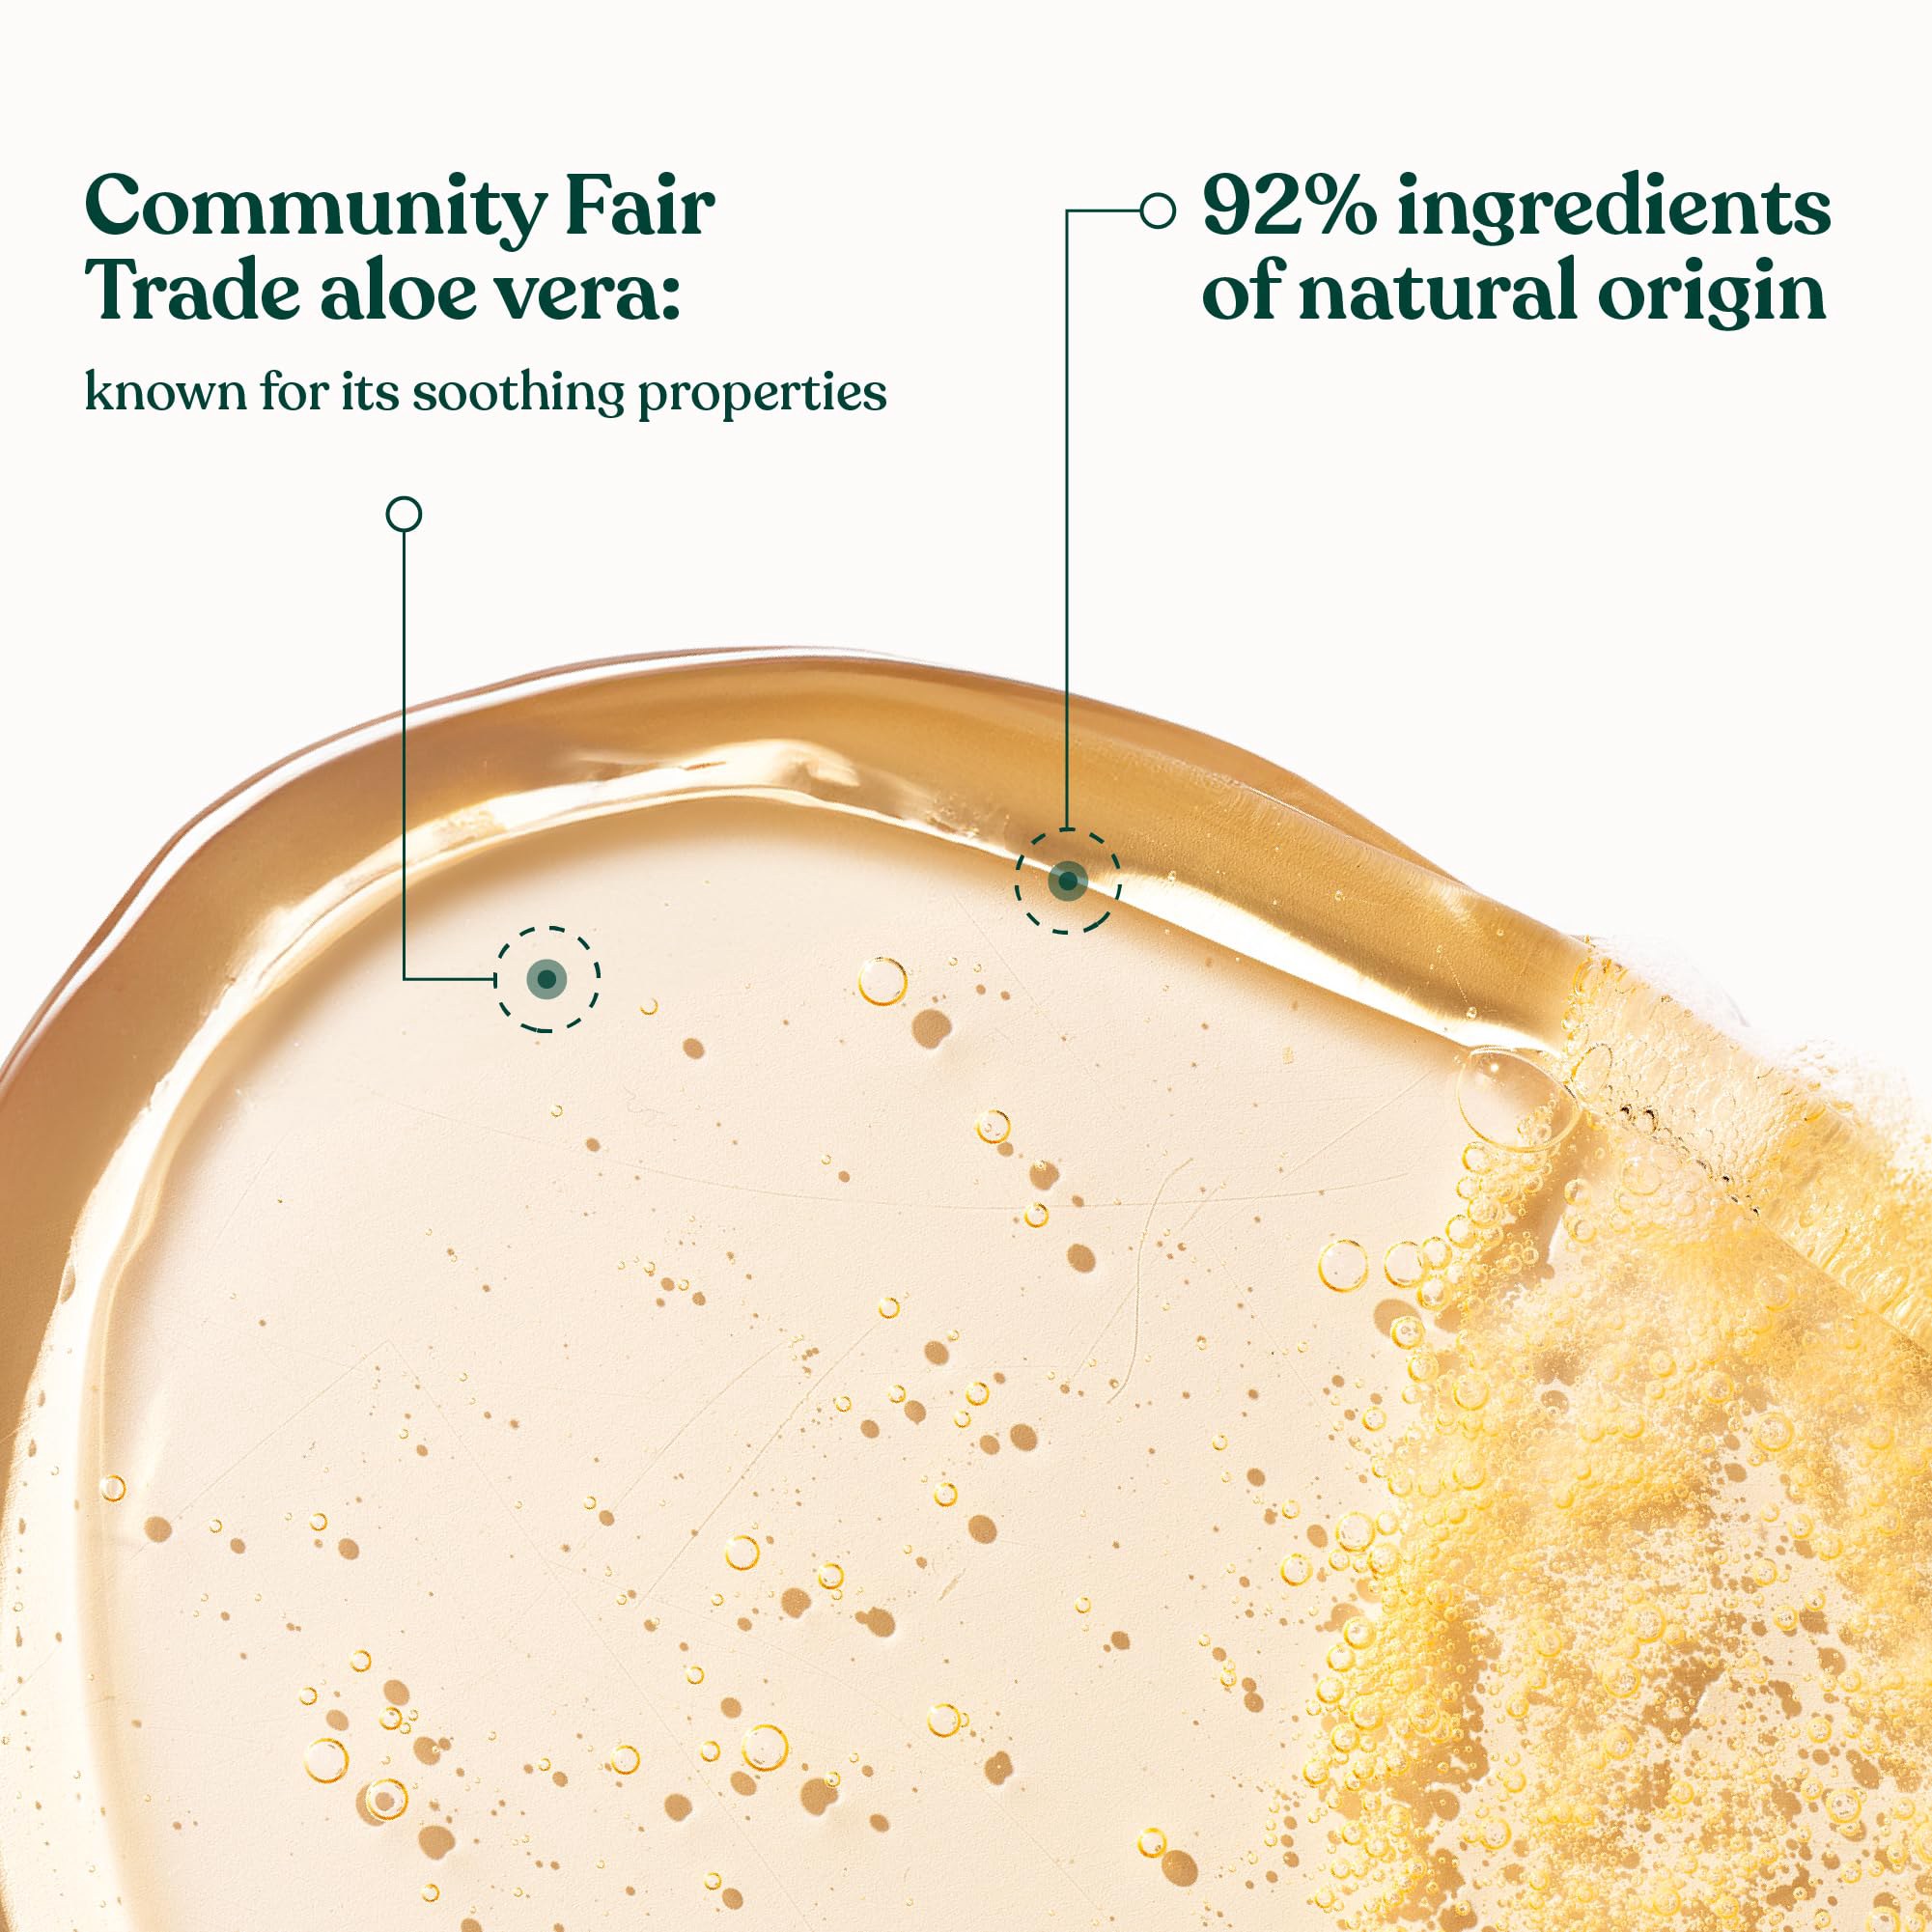 Community Fair
Trade aloe vera:
known for its soothing properties
92% ingredients
of natural origin